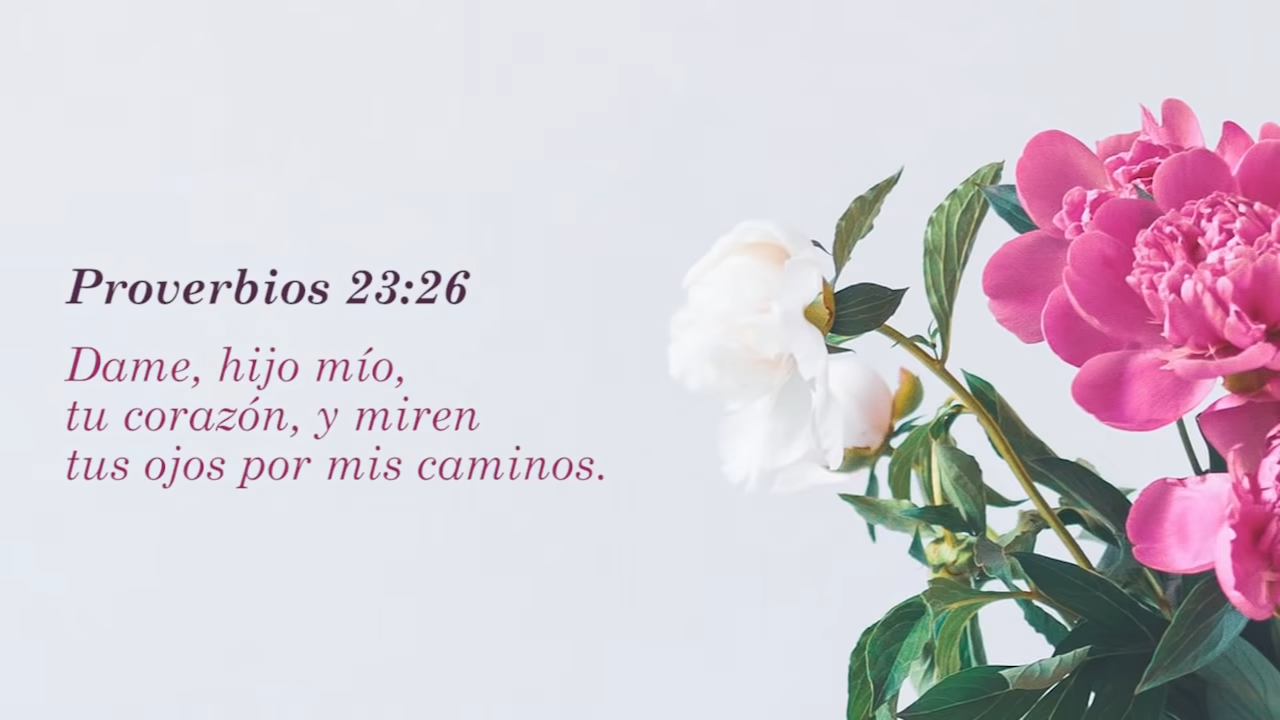 Proverbios 23:26
Dame, hijo mío,
tu corazón, y miren
tus ojos por mis caminos.